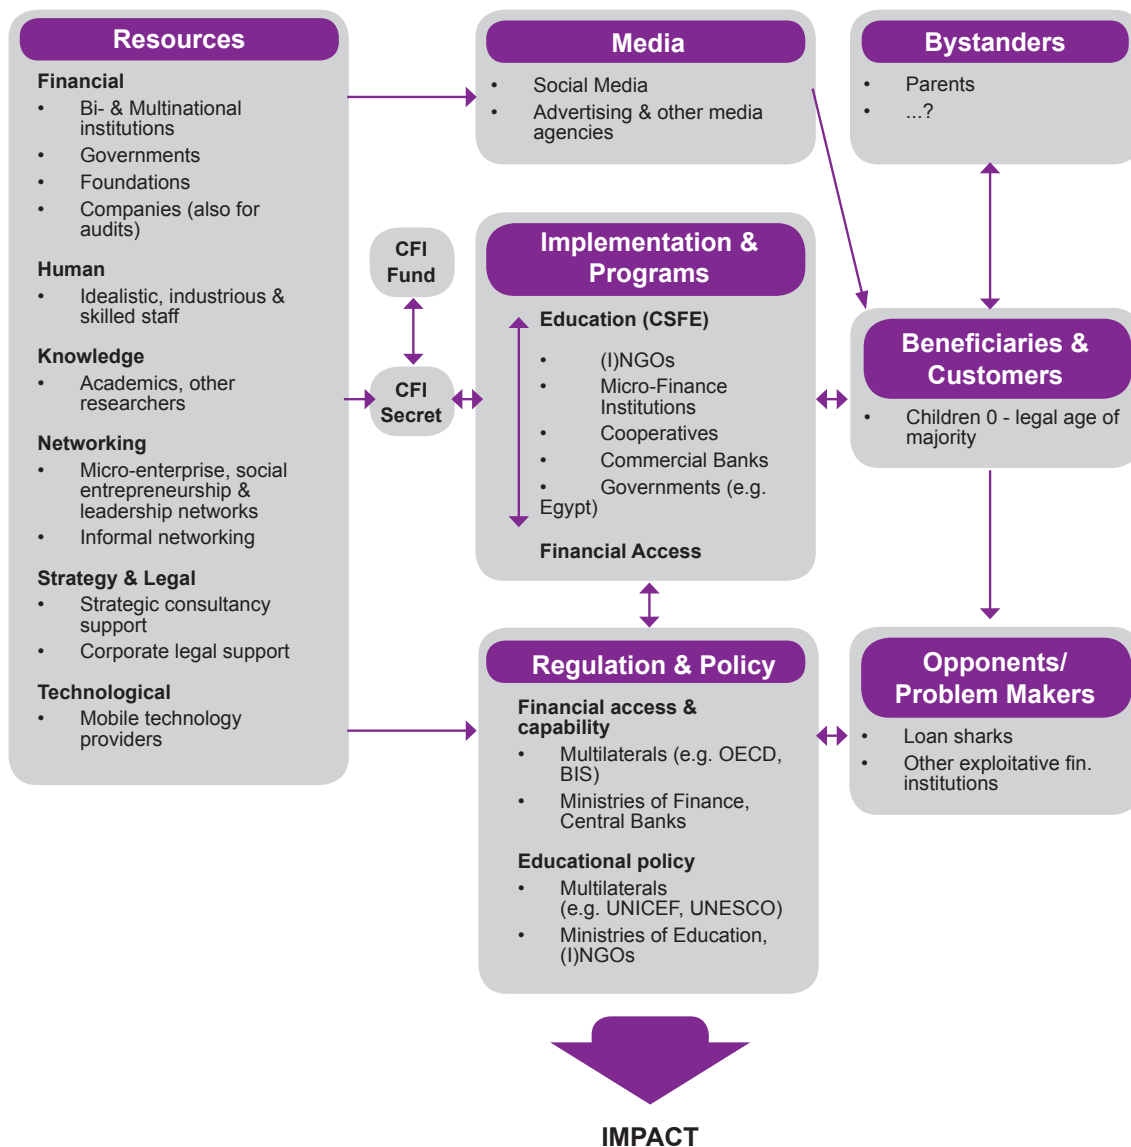 Resources
Financial
• Bi- & Multinational
institutions
• Governments
• Foundations
• Companies (also for
audits)
Human
• Idealistic, industrious &
skilled staff
Knowledge
• Academics, other
researchers
Networking
• Micro-enterprise, social
entrepreneurship &
leadership networks
• Informal networking
Strategy & Legal
• Strategic consultancy
support
• Corporate legal support
Technological
• Mobile technology
providers
CFI
Fund
CFI
Secret
Media
• Social Media
• Advertising & other media
agencies
Implementation &
Programs
Education (CSFE)
• (I)NGOs
• Micro-Finance
Institutions
• Cooperatives
• Commercial Banks
• Governments (e.g.
Egypt)
Financial Access
Regulation & Policy
Financial access &
capability
• Multilaterals (e.g. OECD,
BIS)
• Ministries of Finance,
Central Banks
Educational policy
• Multilaterals
(e.g. UNICEF, UNESCO)
• Ministries of Education,
(I)NGOs
Bystanders
• Parents
• ...?
Beneficiaries &
Customers
• Children 0 - legal age of
majority
Opponents/
Problem Makers
• Loan sharks
• Other exploitative fin.
institutions
IMPACT